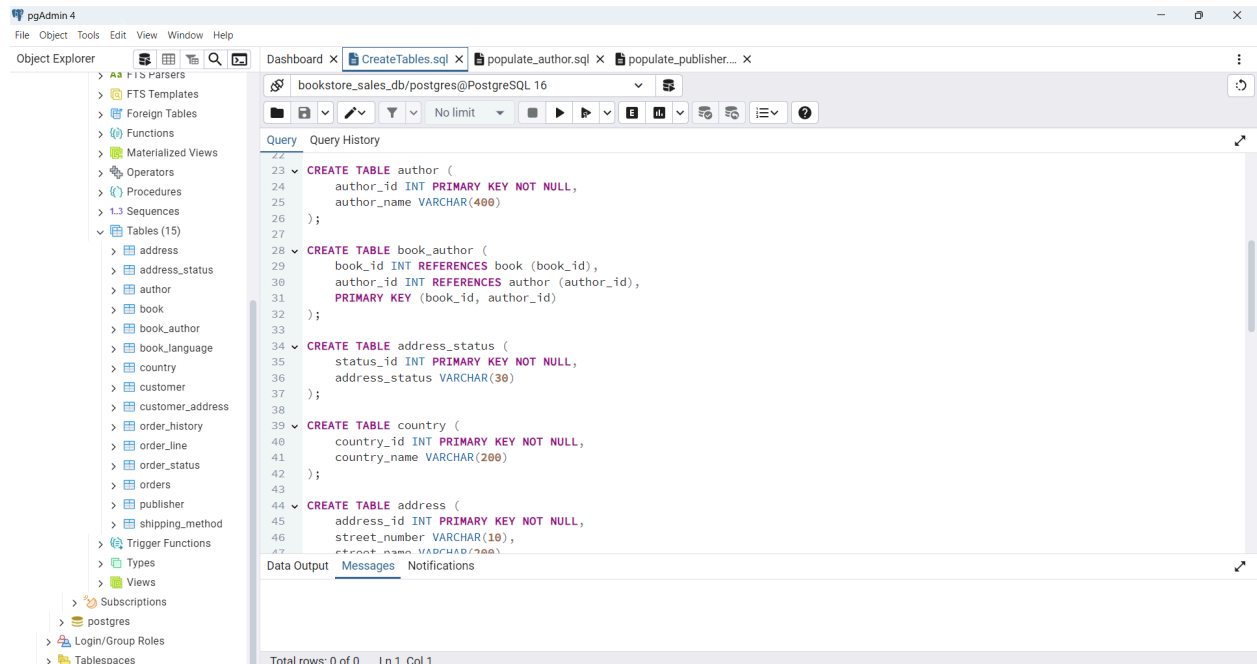 pgAdmin 4
File Object Tools Edit View Window Help
Object Explorer
FTS Parsers
FTS Templates
Foreign Tables
Functions
Materialized Views
Operators
Procedures
1..3 Sequences
Tables (15)
address
address_status
author
book
book_author
book_language
country
customer
customer_address
order_history
order_line
order_status
orders
publisher
shipping_method
Trigger Functions
Types
Views
Subscriptions
postgres
Login/Group Roles
Tablespaces
Dashboard CreateTables.sql populate_author.sql populate_publisher....
bookstore_sales_db/postgres@PostgreSQL 16
No limit E
Query Query History
22
23 CREATE TABLE author (
24 author_id INT PRIMARY KEY NOT NULL,
25 author_name VARCHAR(400)
26 );
27
28 CREATE TABLE book_author (
29 book_id INT REFERENCES book (book_id),
30 author_id INT REFERENCES author (author_id),
31 PRIMARY KEY (book_id, author_id)
32 );
33
34 CREATE TABLE address_status (
35 status_id INT PRIMARY KEY NOT NULL,
36 address_status VARCHAR(30)
37 );
38
39 CREATE TABLE country (
40 country_id INT PRIMARY KEY NOT NULL,
41 country_name VARCHAR(200)
42 );
43
44 CREATE TABLE address (
45 address_id INT PRIMARY KEY NOT NULL,
46 street_number VARCHAR(10),
47 street_name VARCHAR(200)
Data Output Messages Notifications
Total rows: 0 of 0 Ln 1, Col 1